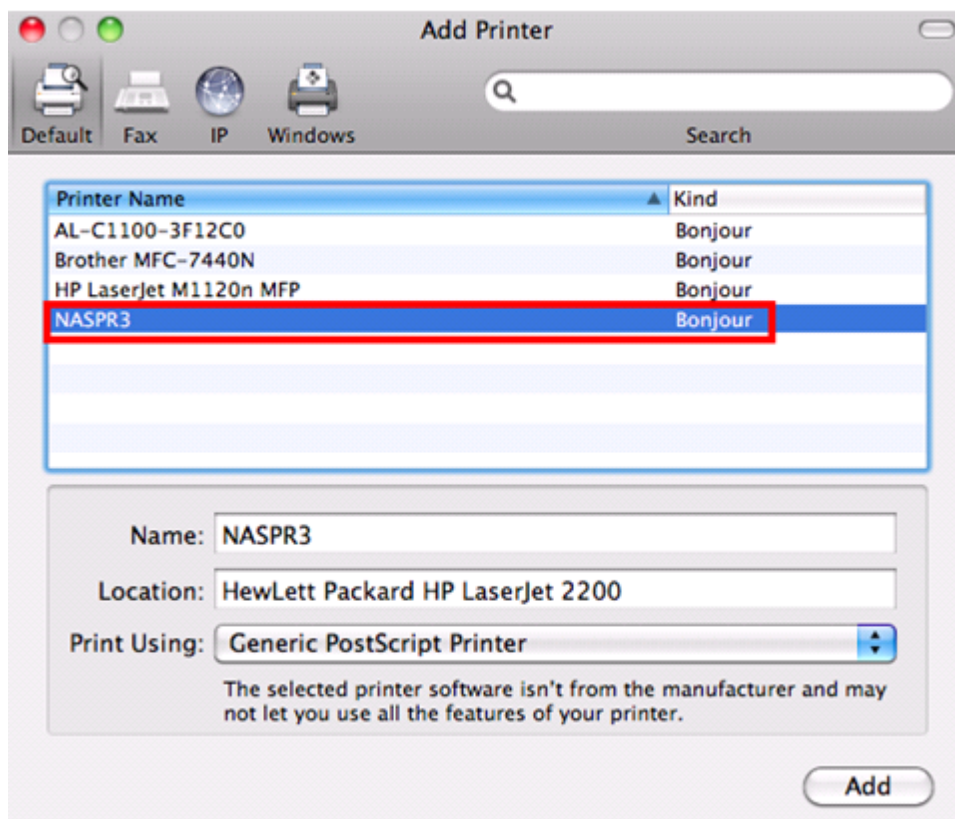 Add Printer
Default Fax IP Windows Search
Printer Name Kind
AL-C1100-3F12C0 Bonjour
Brother MFC-7440N Bonjour
HP LaserJet M1120n MFP Bonjour
NASPR3 Bonjour
Name: NASPR3
Location: HewLett Packard HP LaserJet 2200
Print Using: Generic PostScript Printer
The selected printer software isn't from the manufacturer and may
not let you use all the features of your printer.
Add